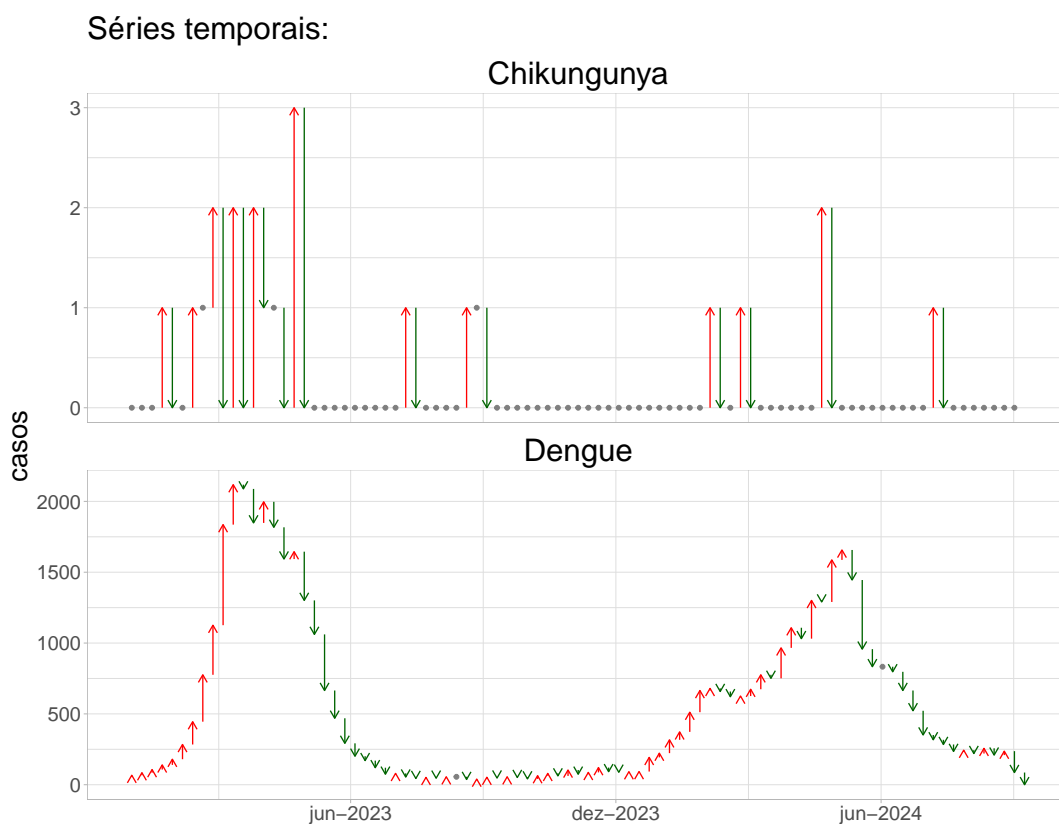 Séries temporais:
Chikungunya
3
2
1
0
casos
Dengue
2000
1500
1000
500
0
jun−2023
dez−2023
jun−2024